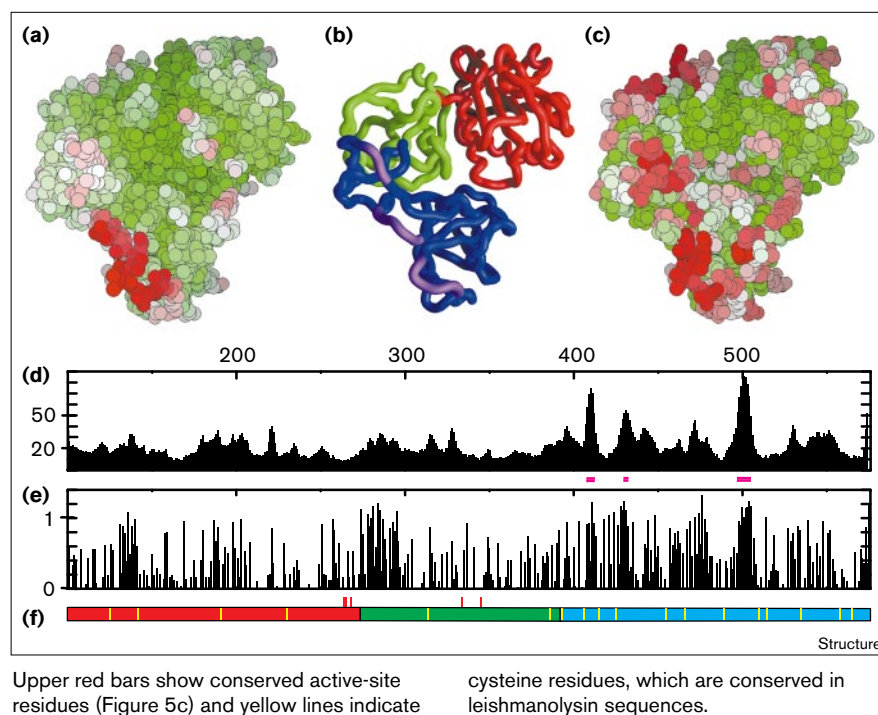 (a) (b) (c)
200 300 400 500
(d)
50
20
(e)
1
0
(f)
Structure
Upper red bars show conserved active-site
residues (Figure 5c) and yellow lines indicate
cysteine residues, which are conserved in
leishmanolysin sequences.